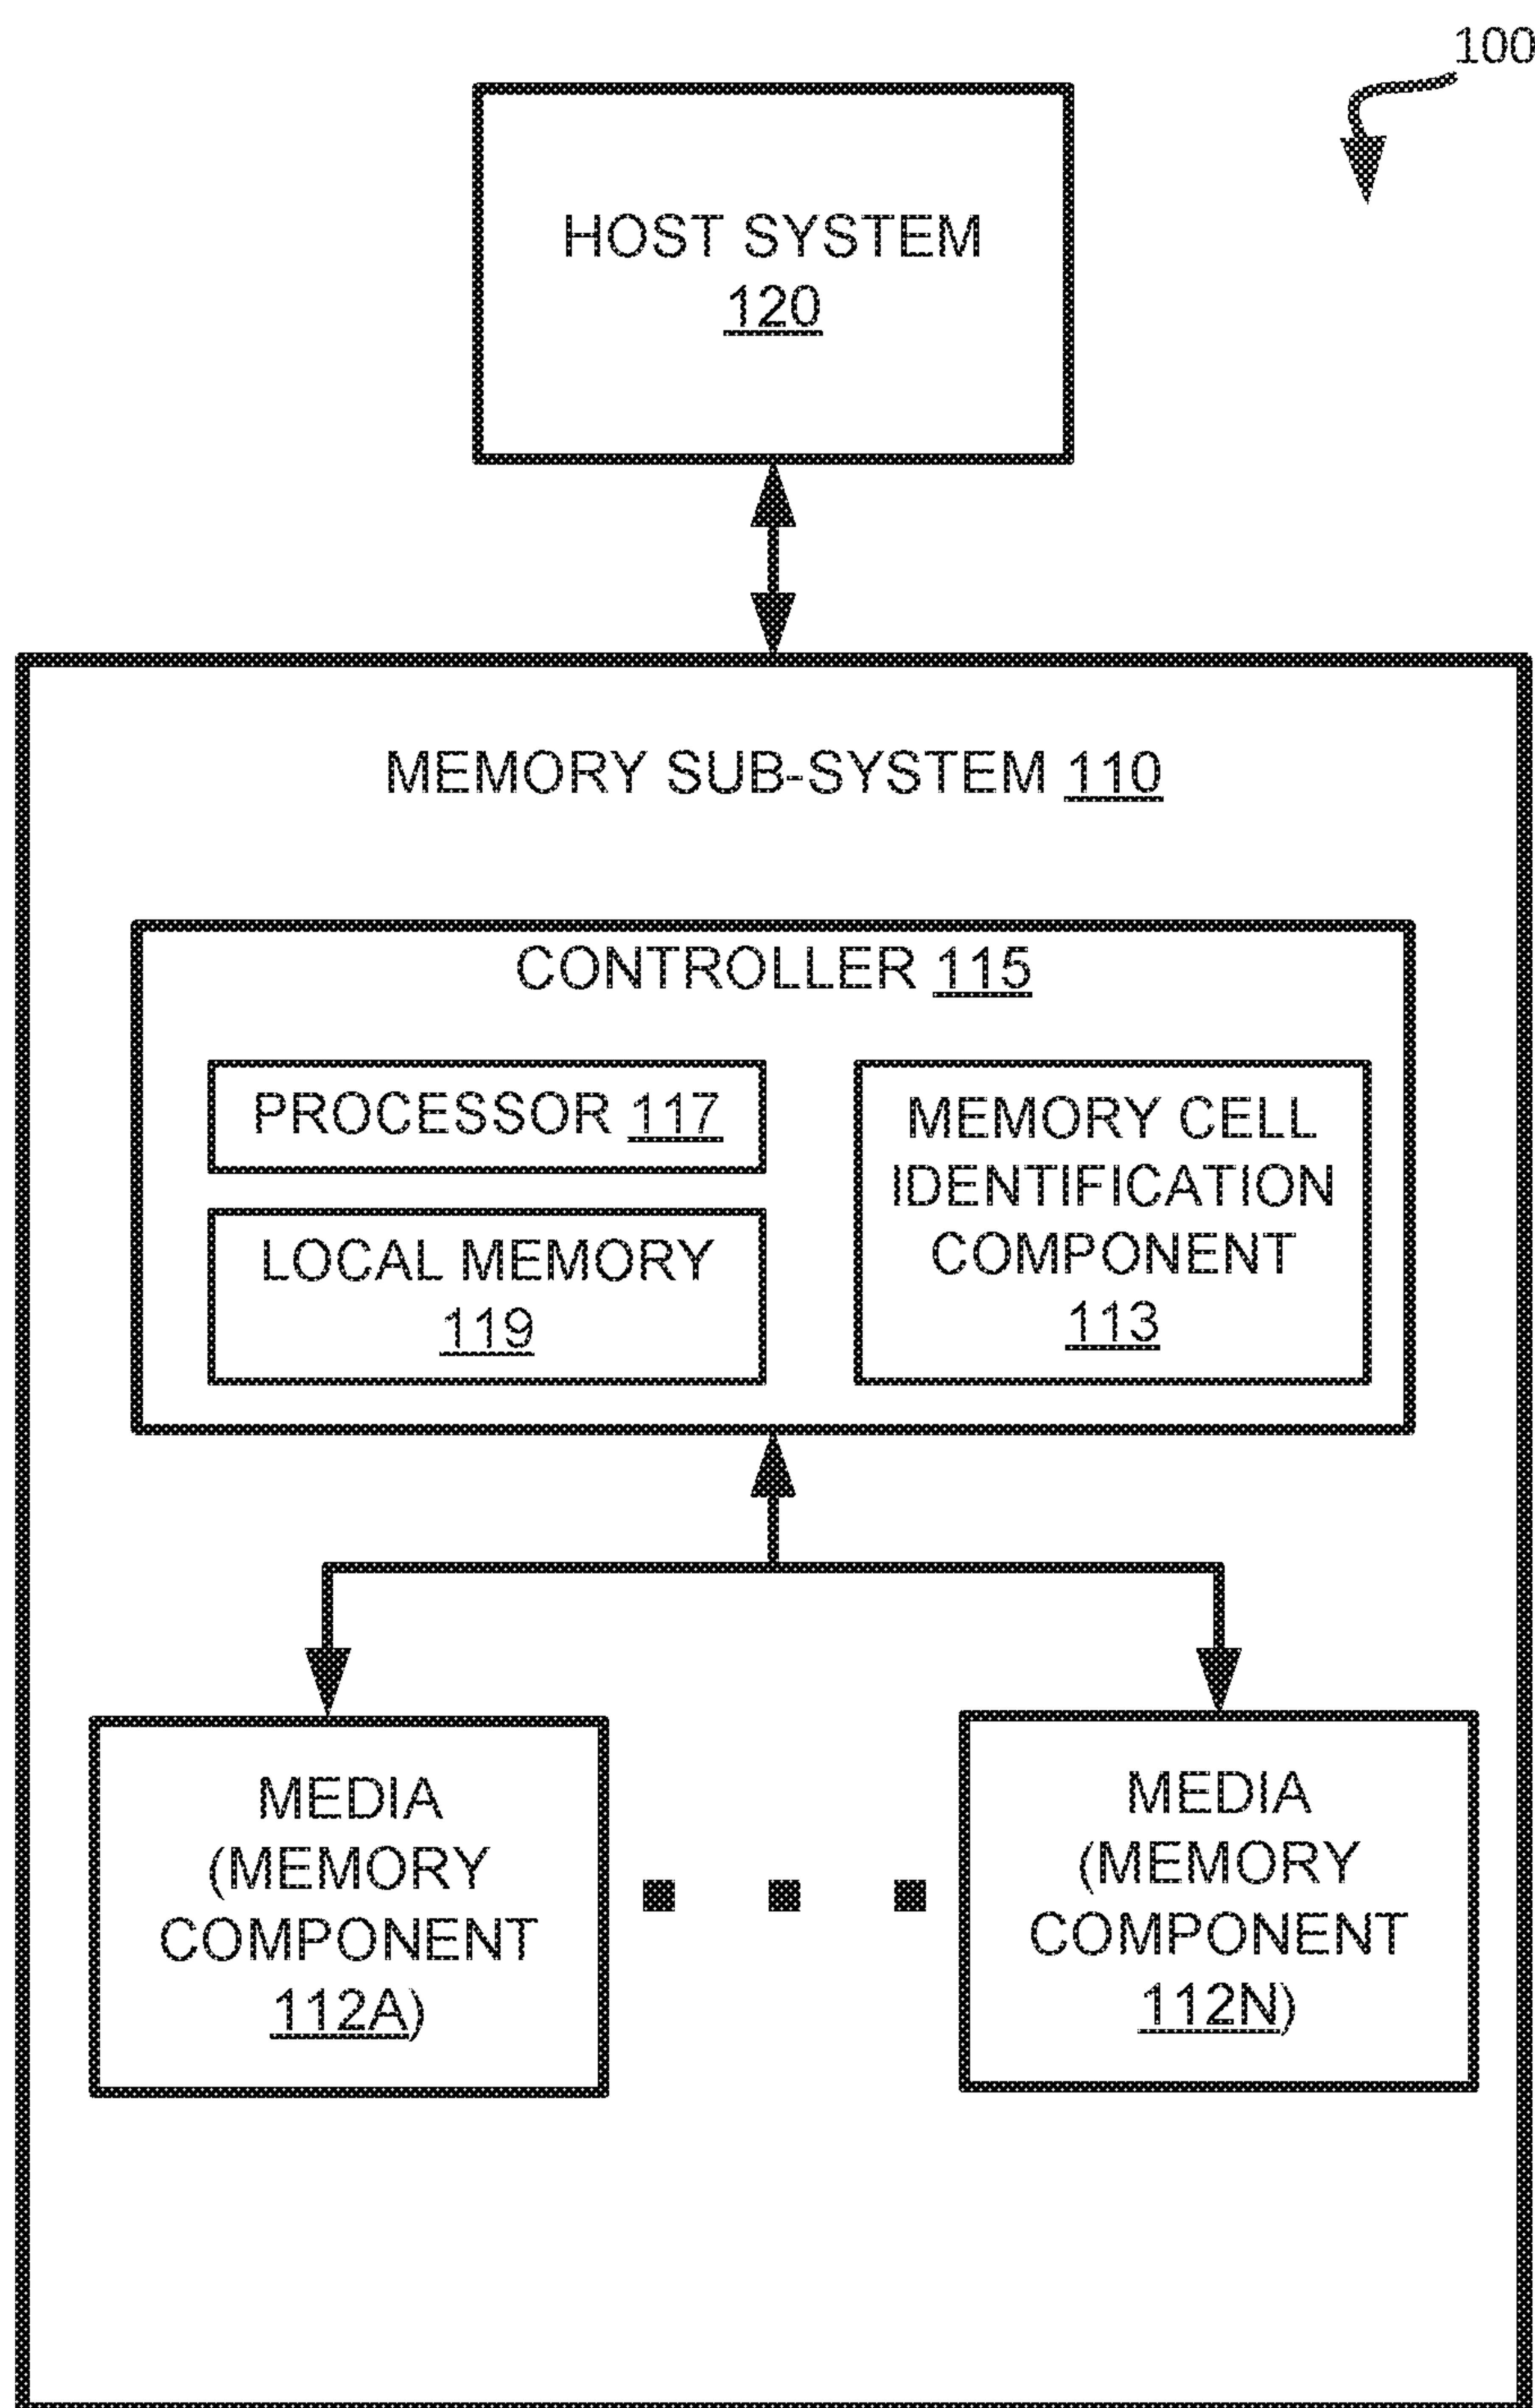 100
HOST SYSTEM
120
MEMORY SUB-SYSTEM 110
CONTROLLER 115
PROCESSOR 117
LOCAL MEMORY
119
MEMORY CELL
IDENTIFICATION
COMPONENT
113
MEDIA
(MEMORY
COMPONENT
112A)
MEDIA
(MEMORY
COMPONENT
112N)